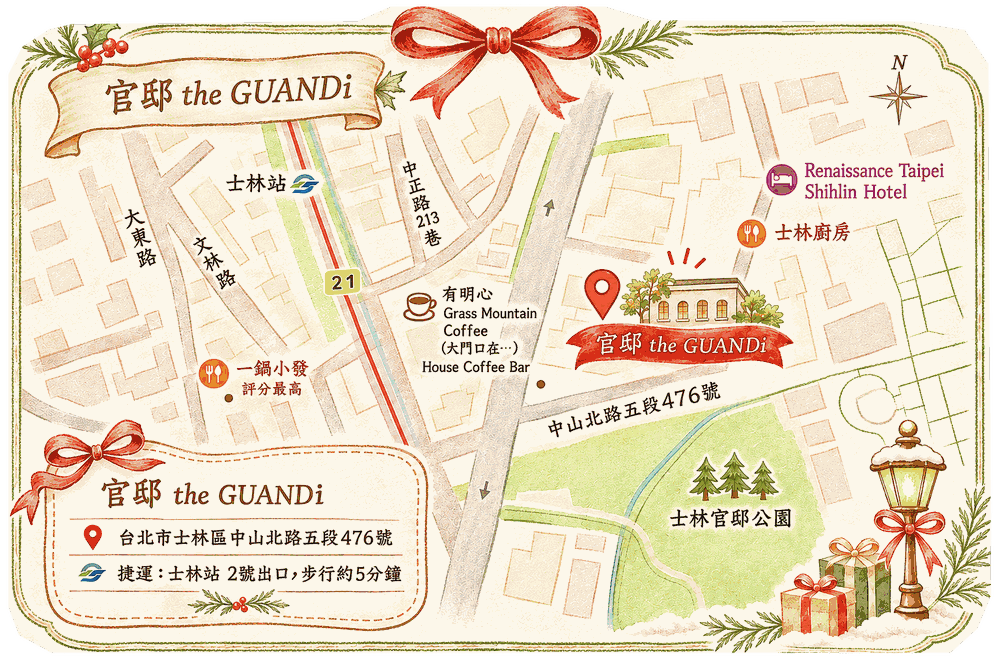 官邸 the GUANDi
N
士林站
中正路213巷
大東路
文林路
21
Renaissance Taipei
Shihlin Hotel
士林廚房
有明心
Grass Mountain
Coffee
(大門口在…)
House Coffee Bar
官邸 the GUANDi
一鍋小發
評分最高
中山北路五段476號
士林官邸公園
官邸 the GUANDi
台北市士林區中山北路五段476號
捷運：士林站 2號出口，步行約5分鐘